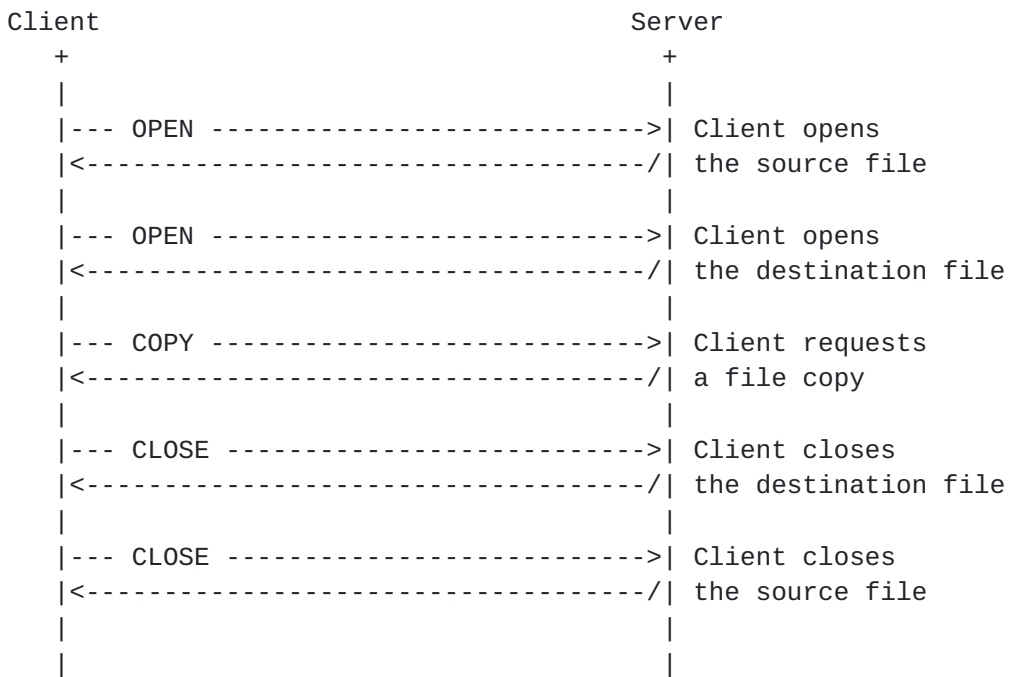 Client                                  Server
   +                                       +
   |                                       |
   |--- OPEN ---------------------------->| Client opens
   |<------------------------------------/| the source file
   |                                       |
   |--- OPEN ---------------------------->| Client opens
   |<------------------------------------/| the destination file
   |                                       |
   |--- COPY ---------------------------->| Client requests
   |<------------------------------------/| a file copy
   |                                       |
   |--- CLOSE --------------------------->| Client closes
   |<------------------------------------/| the destination file
   |                                       |
   |--- CLOSE --------------------------->| Client closes
   |<------------------------------------/| the source file
   |                                       |
   |                                       |